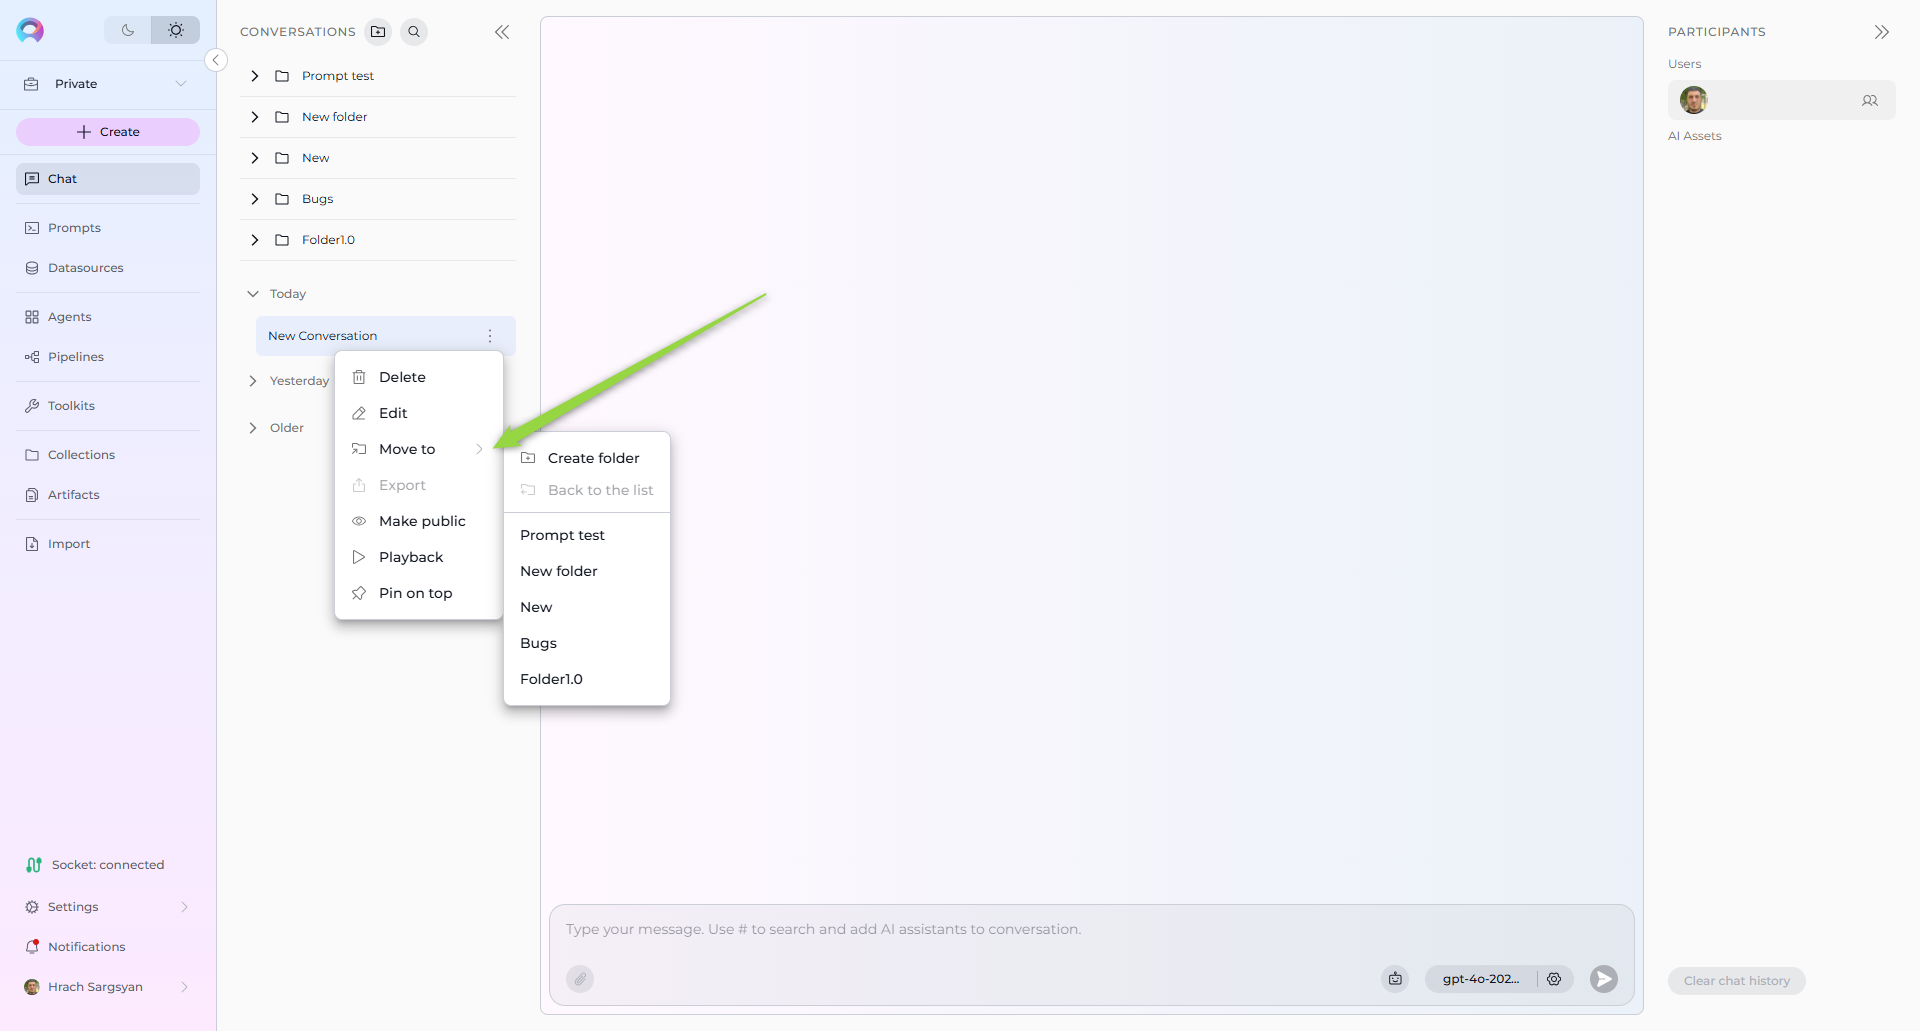 Private
Create
Chat
Prompts
Datasources
Agents
Pipelines
Toolkits
Collections
Artifacts
Import
Socket: connected
Settings
Notifications
Hrach Sargsyan
CONVERSATIONS
Prompt test
New folder
New
Bugs
Folder1.0
Today
New Conversation
Yesterday
Older
Delete
Edit
Move to
Export
Make public
Playback
Pin on top
Create folder
Back to the list
Prompt test
New folder
New
Bugs
Folder1.0
Type your message. Use # to search and add AI assistants to conversation.
gpt-4o-202...
PARTICIPANTS
Users
AI Assets
Clear chat history